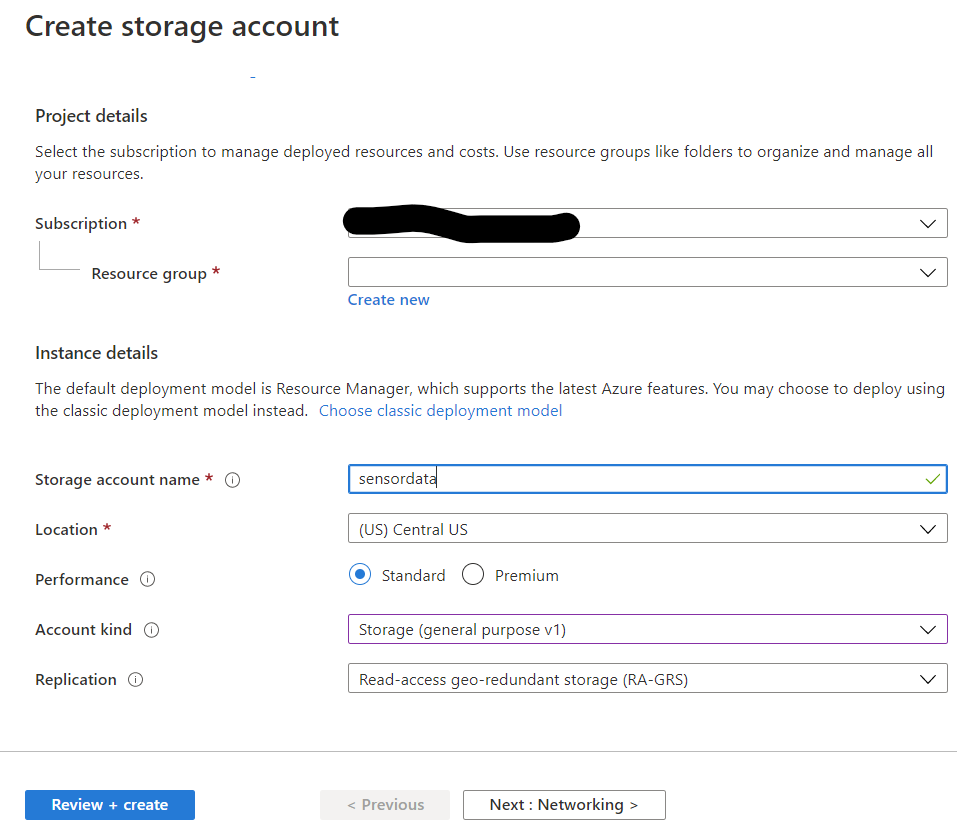 Create storage account
Project details
Select the subscription to manage deployed resources and costs. Use resource groups like folders to organize and manage all
your resources.
Subscription *
Resource group *
Create new
Instance details
The default deployment model is Resource Manager, which supports the latest Azure features. You may choose to deploy using
the classic deployment model instead. Choose classic deployment model
Storage account name *
sensordata
Location *
(US) Central US
Performance
Standard Premium
Account kind
Storage (general purpose v1)
Replication
Read-access geo-redundant storage (RA-GRS)
Review + create
< Previous
Next : Networking >